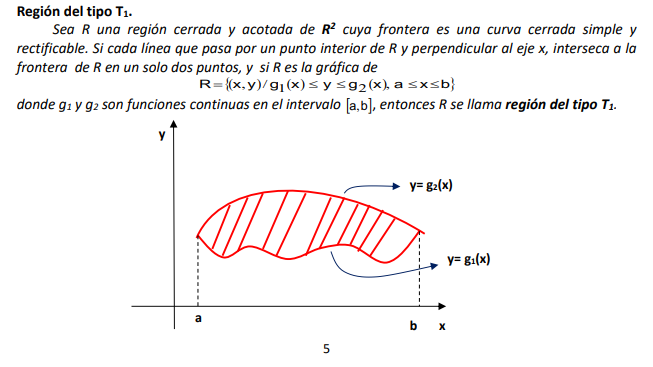 Región del tipo T₁.
Sea R una región cerrada y acotada de R² cuya frontera es una curva cerrada simple y
rectificable. Si cada línea que pasa por un punto interior de R y perpendicular al eje x, interseca a la
frontera de R en un solo dos puntos, y si R es la gráfica de
R={(x,y)/g₁(x) ≤ y ≤g₂(x), a ≤x≤b}
donde g₁ y g₂ son funciones continuas en el intervalo [a,b], entonces R se llama región del tipo T₁.
y
y= g₂(x)
y= g₁(x)
a
b x
5